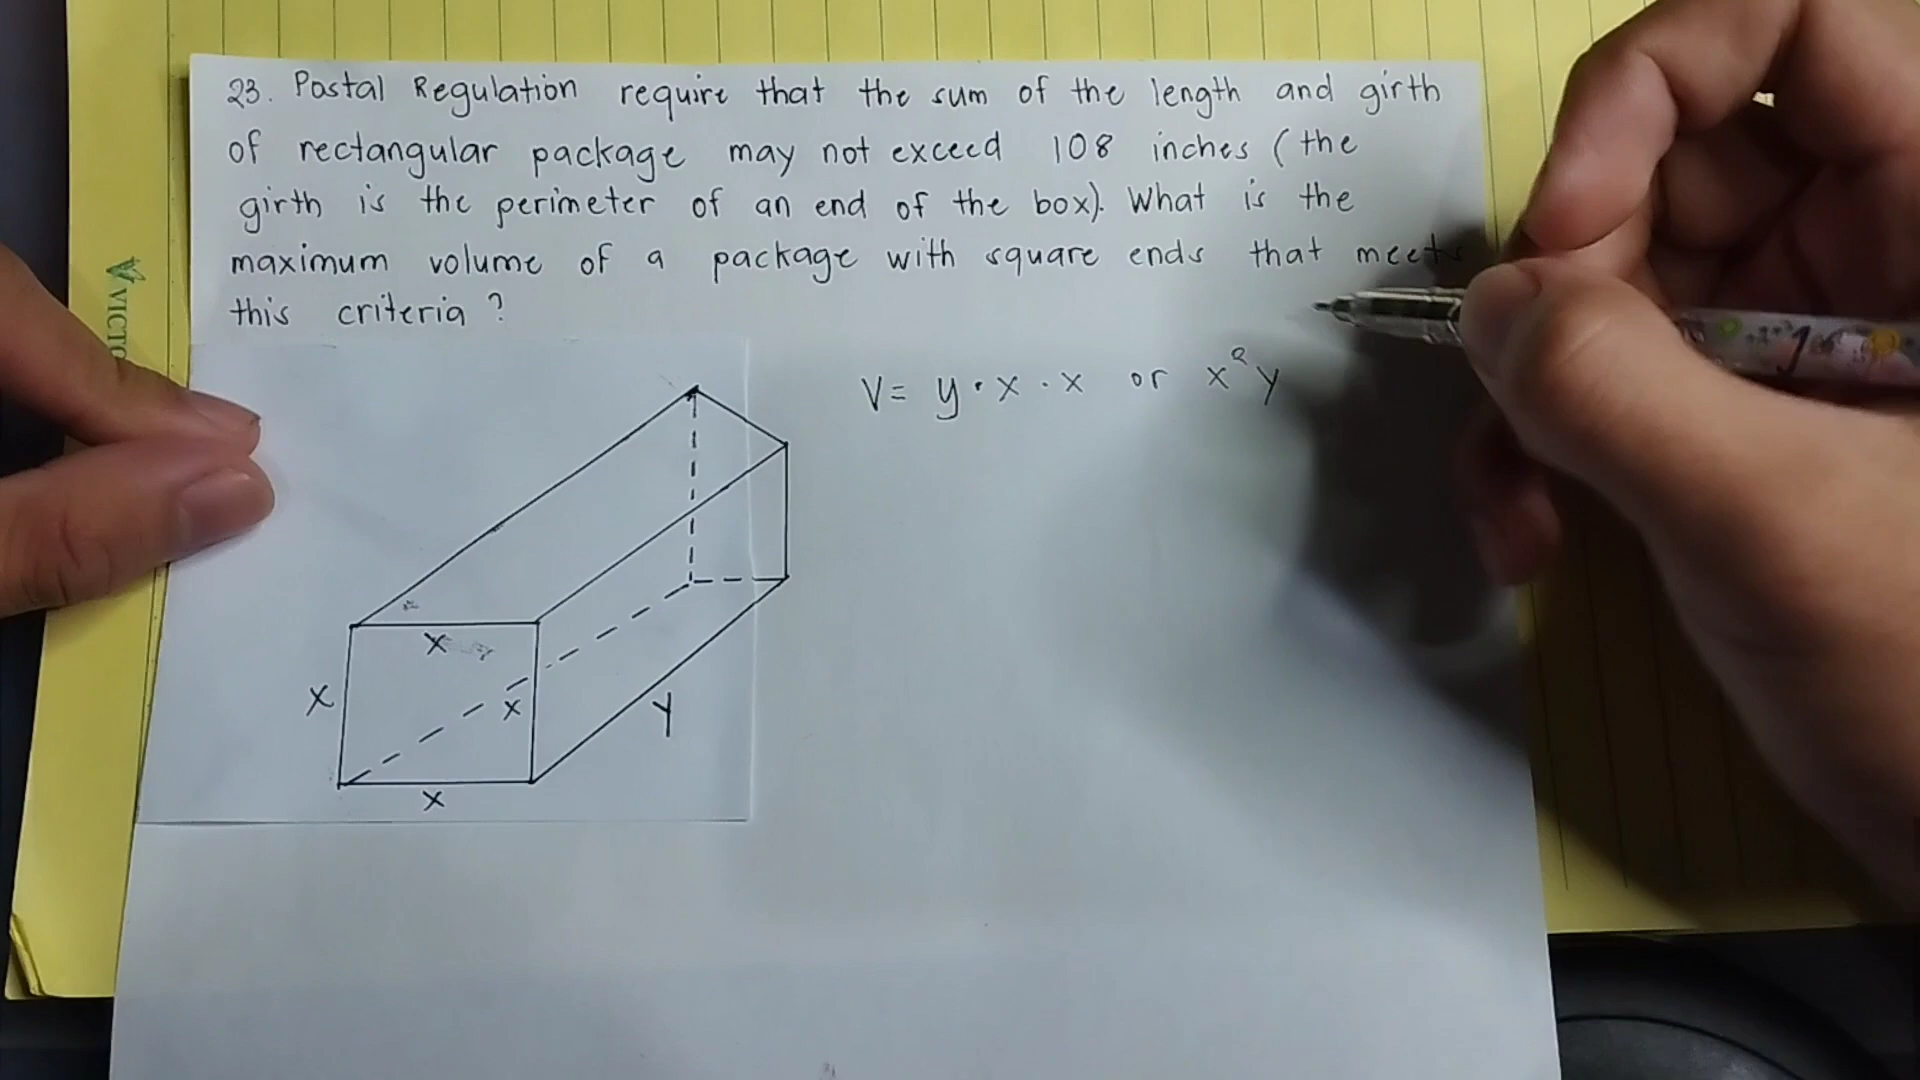 23. Postal Regulation require that the sum of the length and girth
of rectangular package may not exceed 108 inches (the
girth is the perimeter of an end of the box). What is the
maximum volume of a package with square ends that meets
this criteria ?
V = y · x · x or x²y
x
x
x
y
x
VICTO